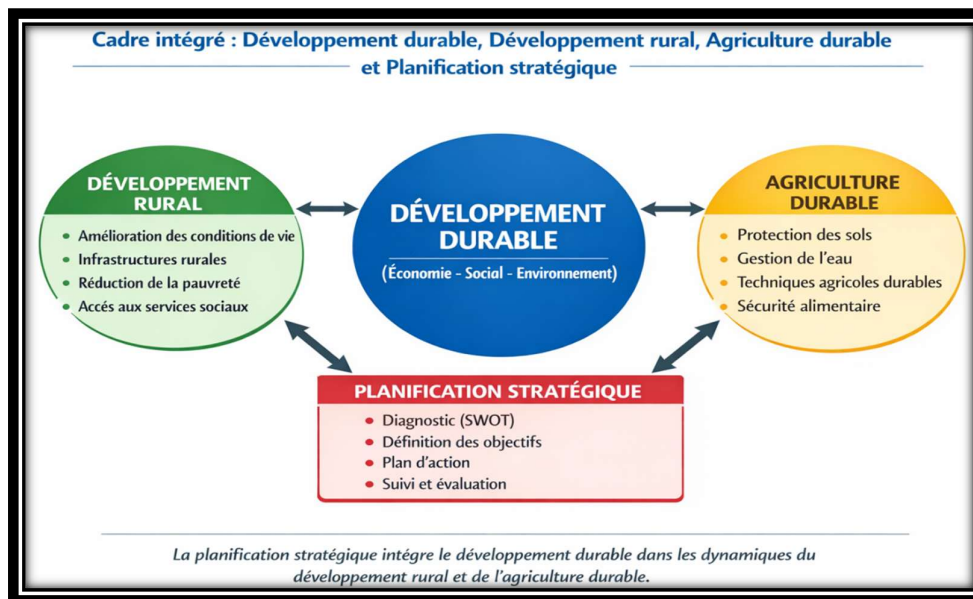 Cadre intégré : Développement durable, Développement rural, Agriculture durable
et Planification stratégique
DÉVELOPPEMENT
RURAL
• Amélioration des conditions de vie
• Infrastructures rurales
• Réduction de la pauvreté
• Accés aux services sociaux
DÉVELOPPEMENT
DURABLE
(Économie - Social - Environnement)
AGRICULTURE
DURABLE
• Protection des sols
• Gestion de l'eau
• Techniques agricoles durables
• Sécurité alimentaire
PLANIFICATION STRATÉGIQUE
• Diagnostic (SWOT)
• Définition des objectifs
• Plan d'action
• Suivi et évaluation
La planification stratégique intègre le développement durable dans les dynamiques du
développement rural et de l'agriculture durable.